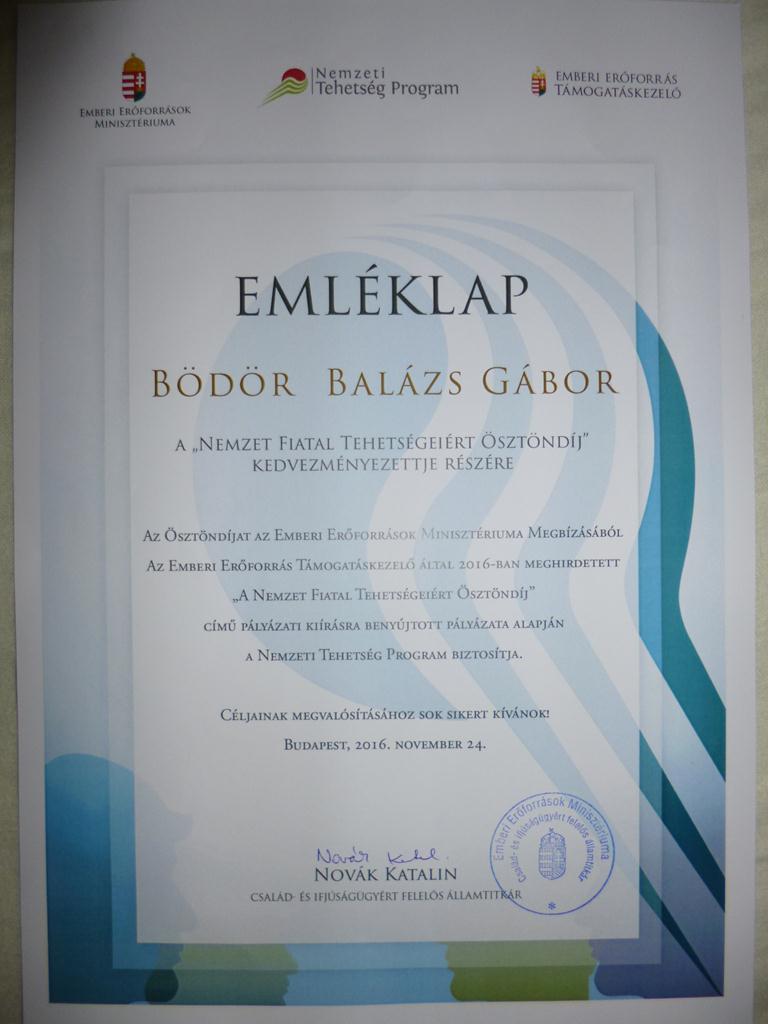 EMBERI ERŐFORRÁSOK
MINISZTÉRIUMA
Nemzeti
Tehetség Program
EMBERI ERŐFORRÁS
TÁMOGATÁSKEZELŐ
EMLÉKLAP
BÖDÖR BALÁZS GÁBOR
A „NEMZET FIATAL TEHETSÉGEIÉRT ÖSZTÖNDÍJ”
KEDVEZMÉNYEZETTJE RÉSZÉRE
AZ ÖSZTÖNDÍJAT AZ EMBERI ERŐFORRÁSOK MINISZTÉRIUMA MEGBÍZÁSÁBÓL
AZ EMBERI ERŐFORRÁS TÁMOGATÁSKEZELŐ ÁLTAL 2016-BAN MEGHIRDETETT
„A NEMZET FIATAL TEHETSÉGEIÉRT ÖSZTÖNDÍJ”
CÍMŰ PÁLYÁZATI KIÍRÁSRA BENYÚJTOTT PÁLYÁZATA ALAPJÁN
A NEMZETI TEHETSÉG PROGRAM BIZTOSÍTJA.
CÉLJAINAK MEGVALÓSÍTÁSÁHOZ SOK SIKERT KÍVÁNOK!
BUDAPEST, 2016. NOVEMBER 24.
Emberi Erőforrások Minisztériuma
Család- és ifjúságügyért felelős államtitkár
NOVÁK KATALIN
CSALÁD- ÉS IFJÚSÁGÜGYÉRT FELELŐS ÁLLAMTITKÁR